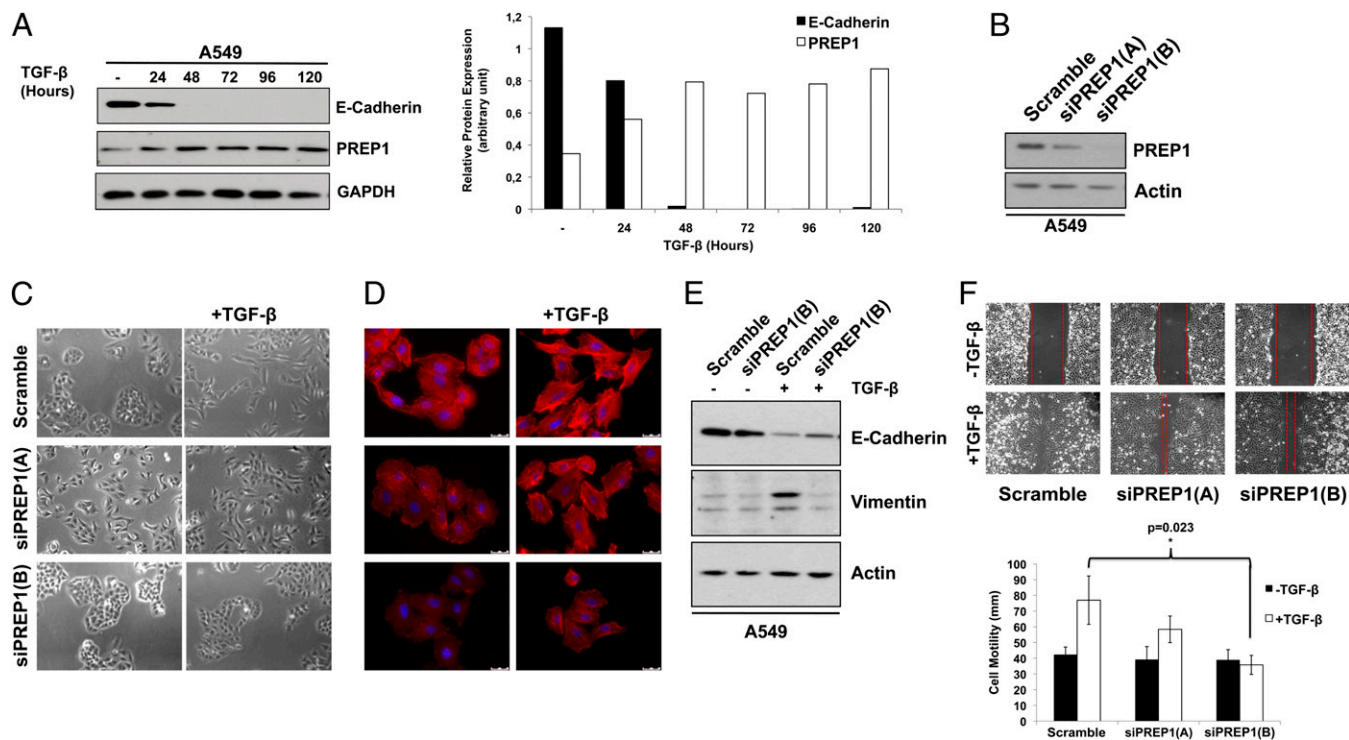 A
A549
TGF-β
(Hours)
- 24 48 72 96 120
E-Cadherin
PREP1
GAPDH
Relative Protein Expression
(arbitrary unit)
1,2
1
0,8
0,6
0,4
0,2
0
- 24 48 72 96 120
TGF-β (Hours)
E-Cadherin
PREP1
B
Scramble
siPREP1(A)
siPREP1(B)
PREP1
Actin
A549
C
+TGF-β
Scramble
siPREP1(A)
siPREP1(B)
D
+TGF-β
E
Scramble
siPREP1(B)
Scramble
siPREP1(B)
- - + + TGF-β
E-Cadherin
Vimentin
Actin
A549
F
-TGF-β
+TGF-β
Scramble siPREP1(A) siPREP1(B)
p=0.023
*
Cell Motility (mm)
100
90
80
70
60
50
40
30
20
10
0
Scramble siPREP1(A) siPREP1(B)
-TGF-β
+TGF-β